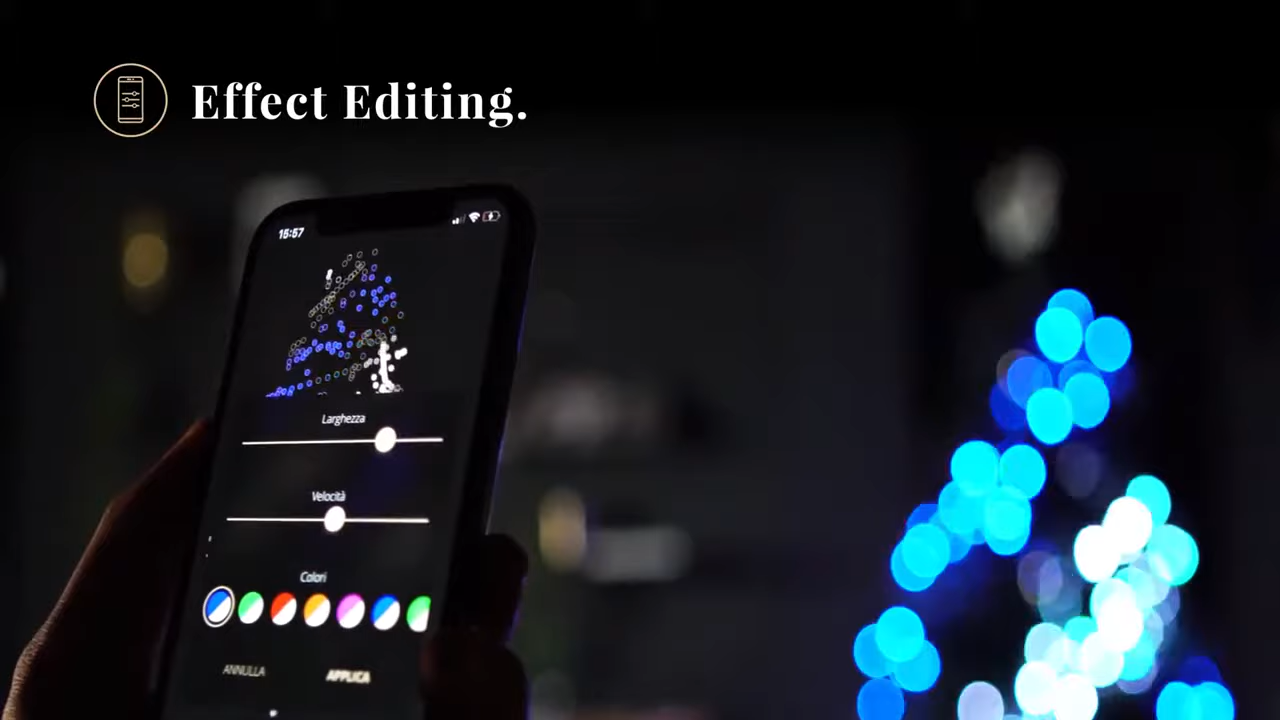 Effect Editing.
15:57
Larghezza
Velocità
Colori
ANNULLA
APPLICA